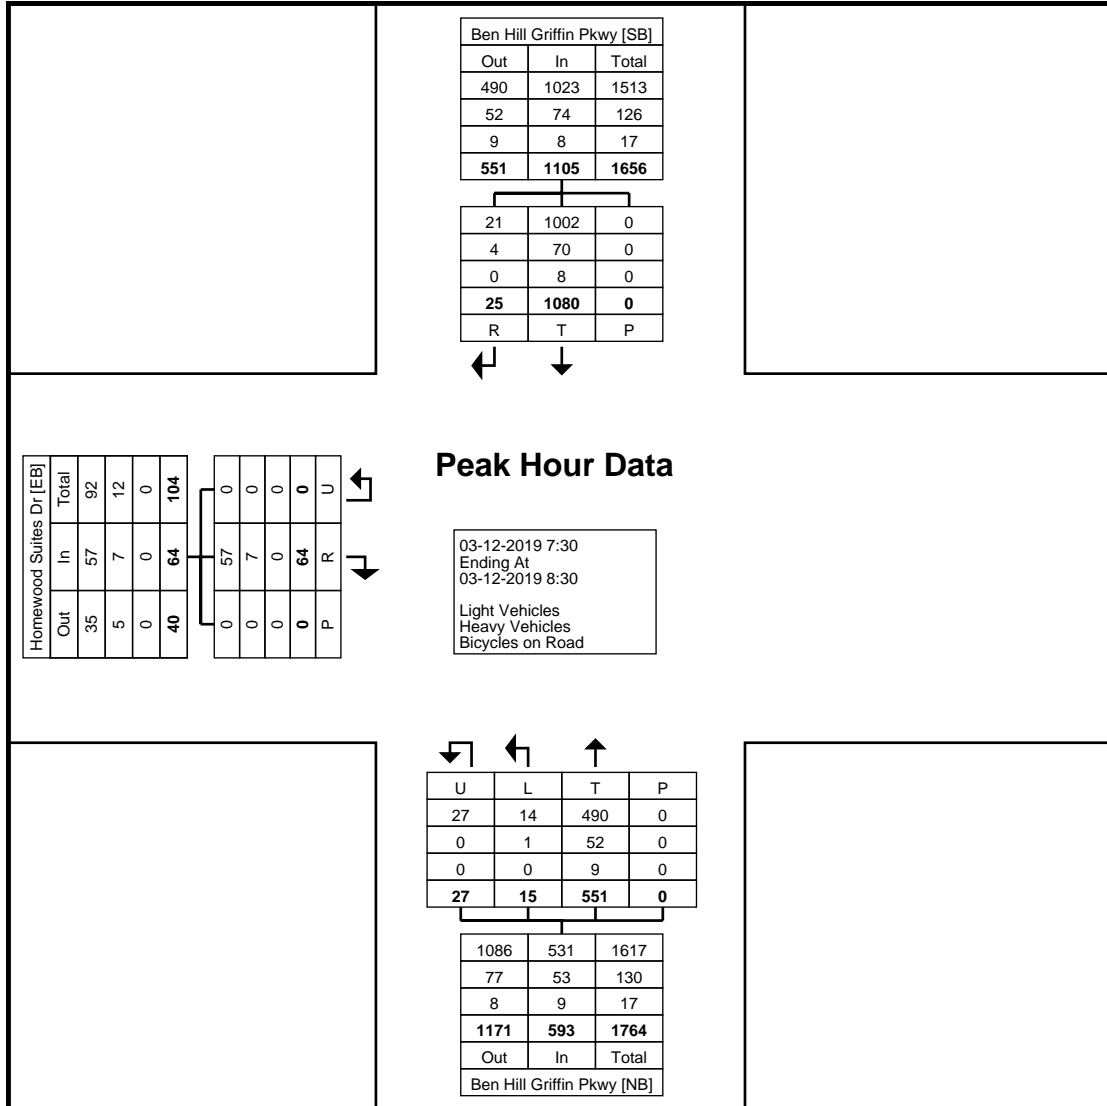 Ben Hill Griffin Pkwy [SB]
Out In Total
490 1023 1513
52 74 126
9 8 17
551 1105 1656
21 1002 0
4 70 0
0 8 0
25 1080 0
R T P
Peak Hour Data
Homewood Suites Dr [EB]
Out In Total
35 57 92
5 7 12
0 0 0
40 64 104
0 57 0
0 7 0
0 0 0
0 64 0
P R U
03-12-2019 7:30
Ending At
03-12-2019 8:30
Light Vehicles
Heavy Vehicles
Bicycles on Road
U L T P
27 14 490 0
0 1 52 0
0 0 9 0
27 15 551 0
1086 531 1617
77 53 130
8 9 17
1171 593 1764
Out In Total
Ben Hill Griffin Pkwy [NB]